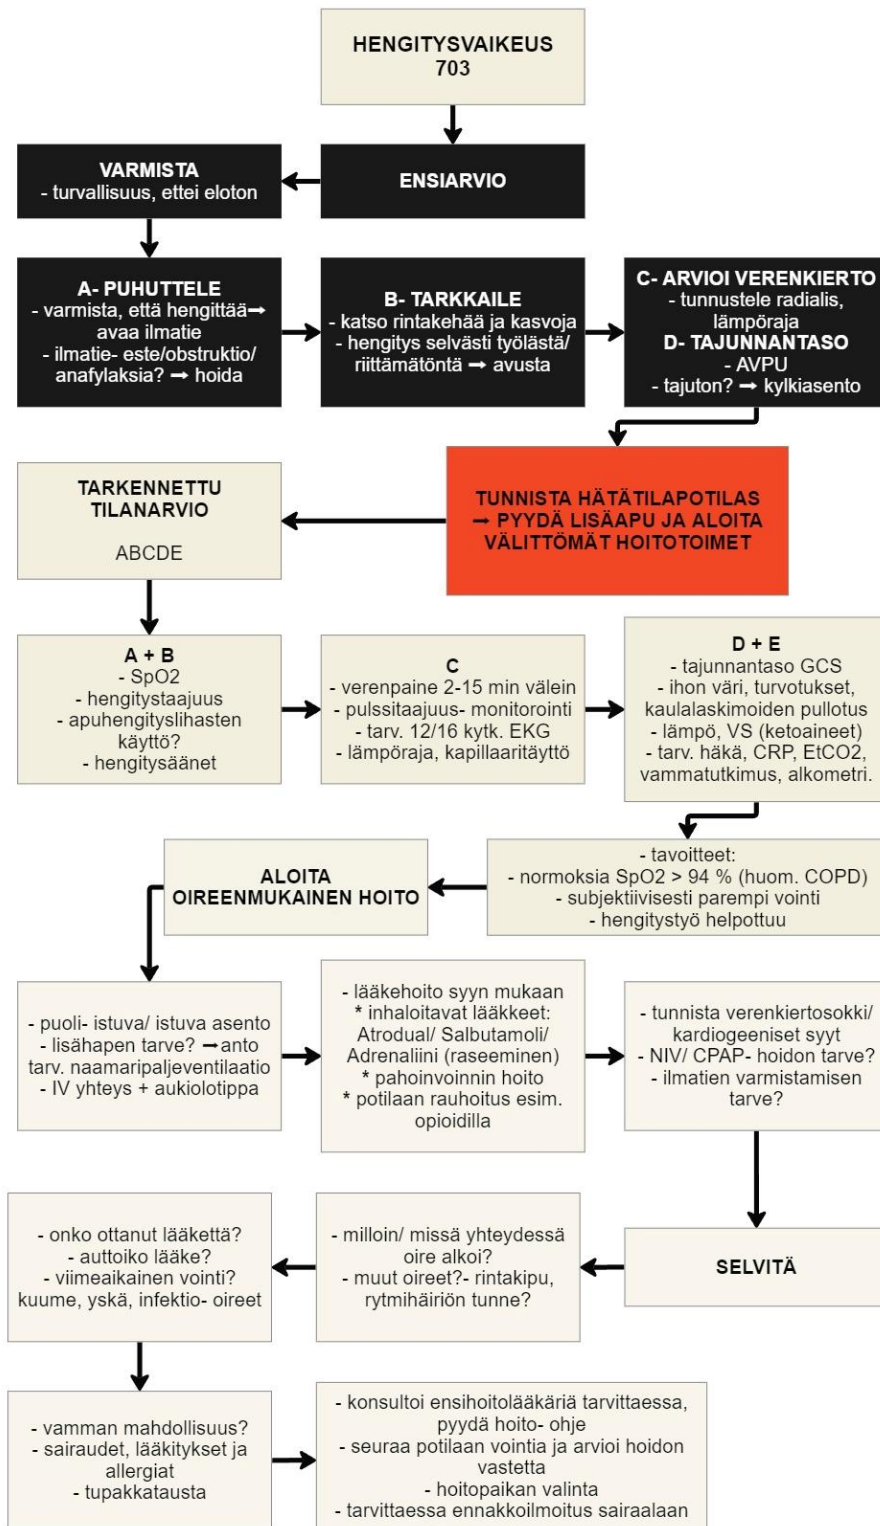 HENGITYSVAIKEUS
703
ENSIARVIO
VARMISTA
- turvallisuus, ettei eloton
A- PUHUTTELE
- varmista, että hengittää→
avaa ilmatie
- ilmatie- este/obstruktio/
anafylaksia? → hoida
B- TARKKAILE
- katso rintakehää ja kasvoja
- hengitys selvästi työlästä/
riittämätöntä → avusta
C- ARVIOI VERENKIERTO
- tunnustele radialis,
lämpöraja
D- TAJUNNANTASO
- AVPU
- tajuton? → kylkiasento
TUNNISTA HÄTÄTILAPOTILAS
→ PYYDÄ LISÄAPU JA ALOITA
VÄLITTÖMÄT HOITOTOIMET
TARKENNETTU
TILANARVIO
ABCDE
A + B
- SpO2
- hengitystaajuus
- apuhengityslihasten
käyttö?
- hengitysäänet
C
- verenpaine 2-15 min välein
- pulssitaajuus- monitorointi
- tarv. 12/16 kytk. EKG
- lämpöraja, kapillaaritäyttö
D + E
- tajunnantaso GCS
- ihon väri, turvotukset,
kaulalaskimoiden pullotus
- lämpö, VS (ketoaineet)
- tarv. häkä, CRP, EtCO2,
vammatutkimus, alkometri.
- tavoitteet:
- normoksia SpO2 > 94 % (huom. COPD)
- subjektiivisesti parempi vointi
- hengitystyö helpottuu
ALOITA
OIREENMUKAINEN HOITO
- puoli- istuva/ istuva asento
- lisähapen tarve? →anto
tarv. naamaripaljeventilaatio
- IV yhteys + aukiolotippa
- lääkehoito syyn mukaan
* inhaloitavat lääkkeet:
Atrodual/ Salbutamoli/
Adrenaliini (raseeminen)
* pahoinvoinnin hoito
* potilaan rauhoitus esim.
opioidilla
- tunnista verenkiertosokki/
kardiogeeniset syyt
- NIV/ CPAP- hoidon tarve?
- ilmatien varmistamisen
tarve?
SELVITÄ
- milloin/ missä yhteydessä
oire alkoi?
- muut oireet?- rintakipu,
rytmihäiriön tunne?
- onko ottanut lääkettä?
- auttoiko lääke?
- viimeaikainen vointi?
kuume, yskä, infektio- oireet
- vamman mahdollisuus?
- sairaudet, lääkitykset ja
allergiat
- tupakkatausta
- konsultoi ensihoitolääkäriä tarvittaessa,
pyydä hoito- ohje
- seuraa potilaan vointia ja arvioi hoidon
vastetta
- hoitopaikan valinta
- tarvittaessa ennakkoilmoitus sairaalaan